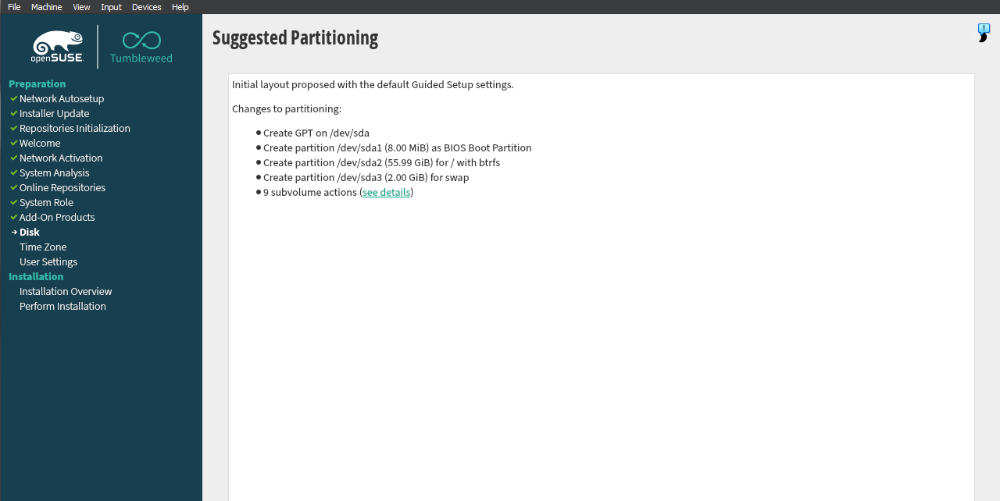 File Machine View Input Devices Help
openSUSE Tumbleweed
Preparation
Network Autosetup
Installer Update
Repositories Initialization
Welcome
Network Activation
System Analysis
Online Repositories
System Role
Add-On Products
Disk
Time Zone
User Settings
Installation
Installation Overview
Perform Installation
Suggested Partitioning
Initial layout proposed with the default Guided Setup settings.
Changes to partitioning:
Create GPT on /dev/sda
Create partition /dev/sda1 (8.00 MiB) as BIOS Boot Partition
Create partition /dev/sda2 (55.99 GiB) for / with btrfs
Create partition /dev/sda3 (2.00 GiB) for swap
9 subvolume actions (see details)